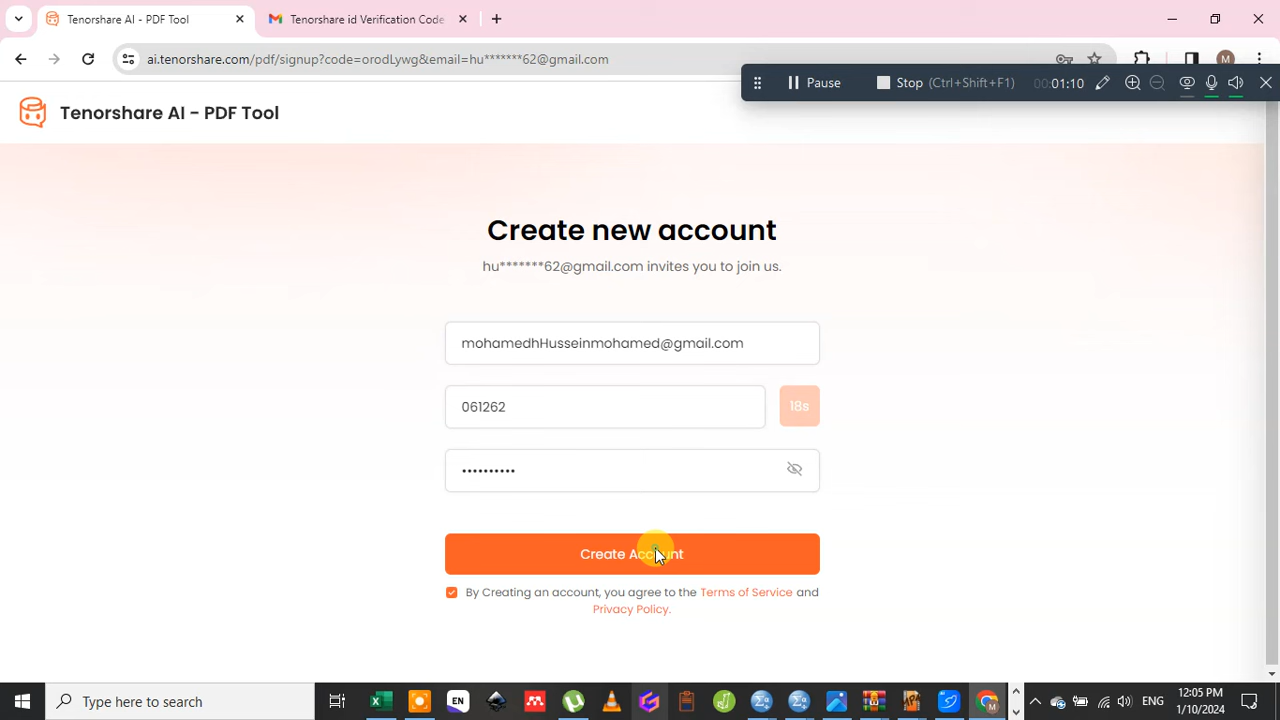 Tenorshare AI - PDF Tool
Tenorshare id Verification Code
ai.tenorshare.com/pdf/signup?code=orodLywg&email=hu*******62@gmail.com
M
Pause
Stop (Ctrl+Shift+F1)
00:01:10
Tenorshare AI - PDF Tool
Create new account
hu*******62@gmail.com invites you to join us.
mohamedhHusseinmohamed@gmail.com
061262
18s
••••••••••
Create Account
By Creating an account, you agree to the Terms of Service and
Privacy Policy.
Type here to search
EN
ENG
12:05 PM
1/10/2024